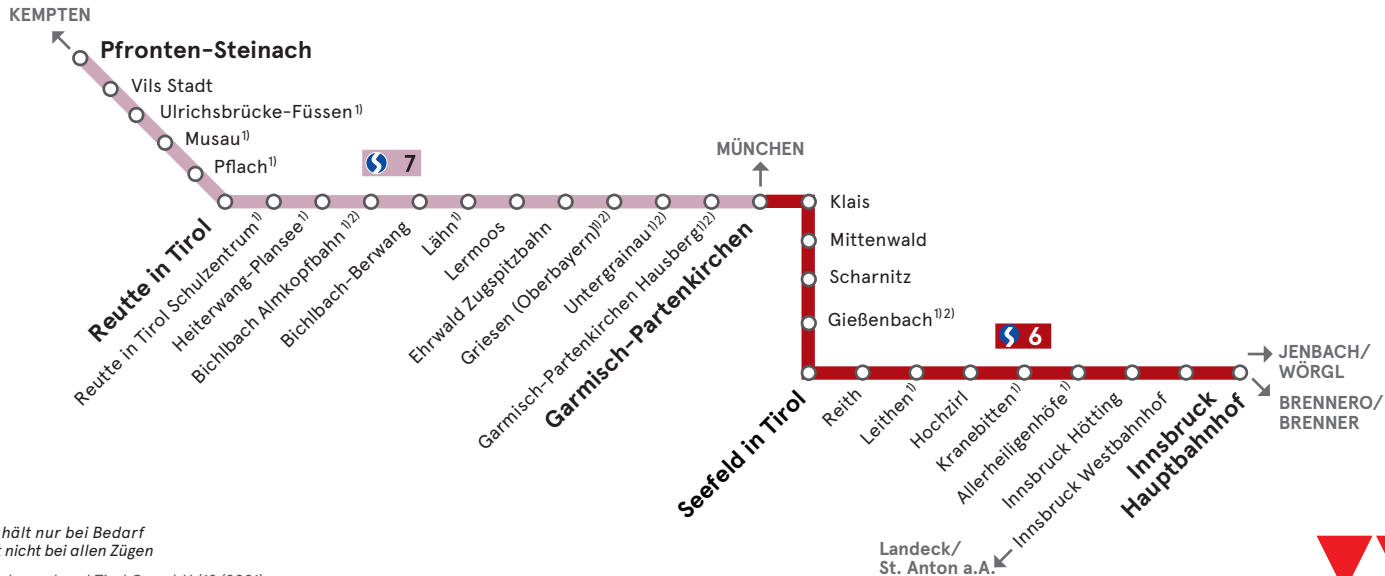 KEMPTEN
Pfronten-Steinach
Vils Stadt
Ulrichsbrücke-Füssen¹⁾
Musau¹⁾
Pflach¹⁾
7
MÜNCHEN
Reutte in Tirol
Reutte in Tirol Schulzentrum¹⁾
Heiterwang-Plansee¹⁾
Bichlbach Almkopfbahn ¹⁾²⁾
Bichlbach-Berwang
Lähn¹⁾
Lermoos
Ehrwald Zugspitzbahn
Griesen (Oberbayern)¹⁾²⁾
Untergrainau¹⁾²⁾
Garmisch-Partenkirchen Hausberg¹⁾²⁾
Garmisch-Partenkirchen
Klais
Mittenwald
Scharnitz
Gießenbach¹⁾²⁾
6
Seefeld in Tirol
Reith
Leithen¹⁾
Hochzirl
Kranebitten¹⁾
Allerheiligenhöfe¹⁾
Innsbruck Hötting
Innsbruck Westbahnhof
Innsbruck
Hauptbahnhof
JENBACH/
WÖRGL
BRENNERO/
BRENNER
Landeck/
St. Anton a.A.
hält nur bei Bedarf
nicht bei allen Zügen